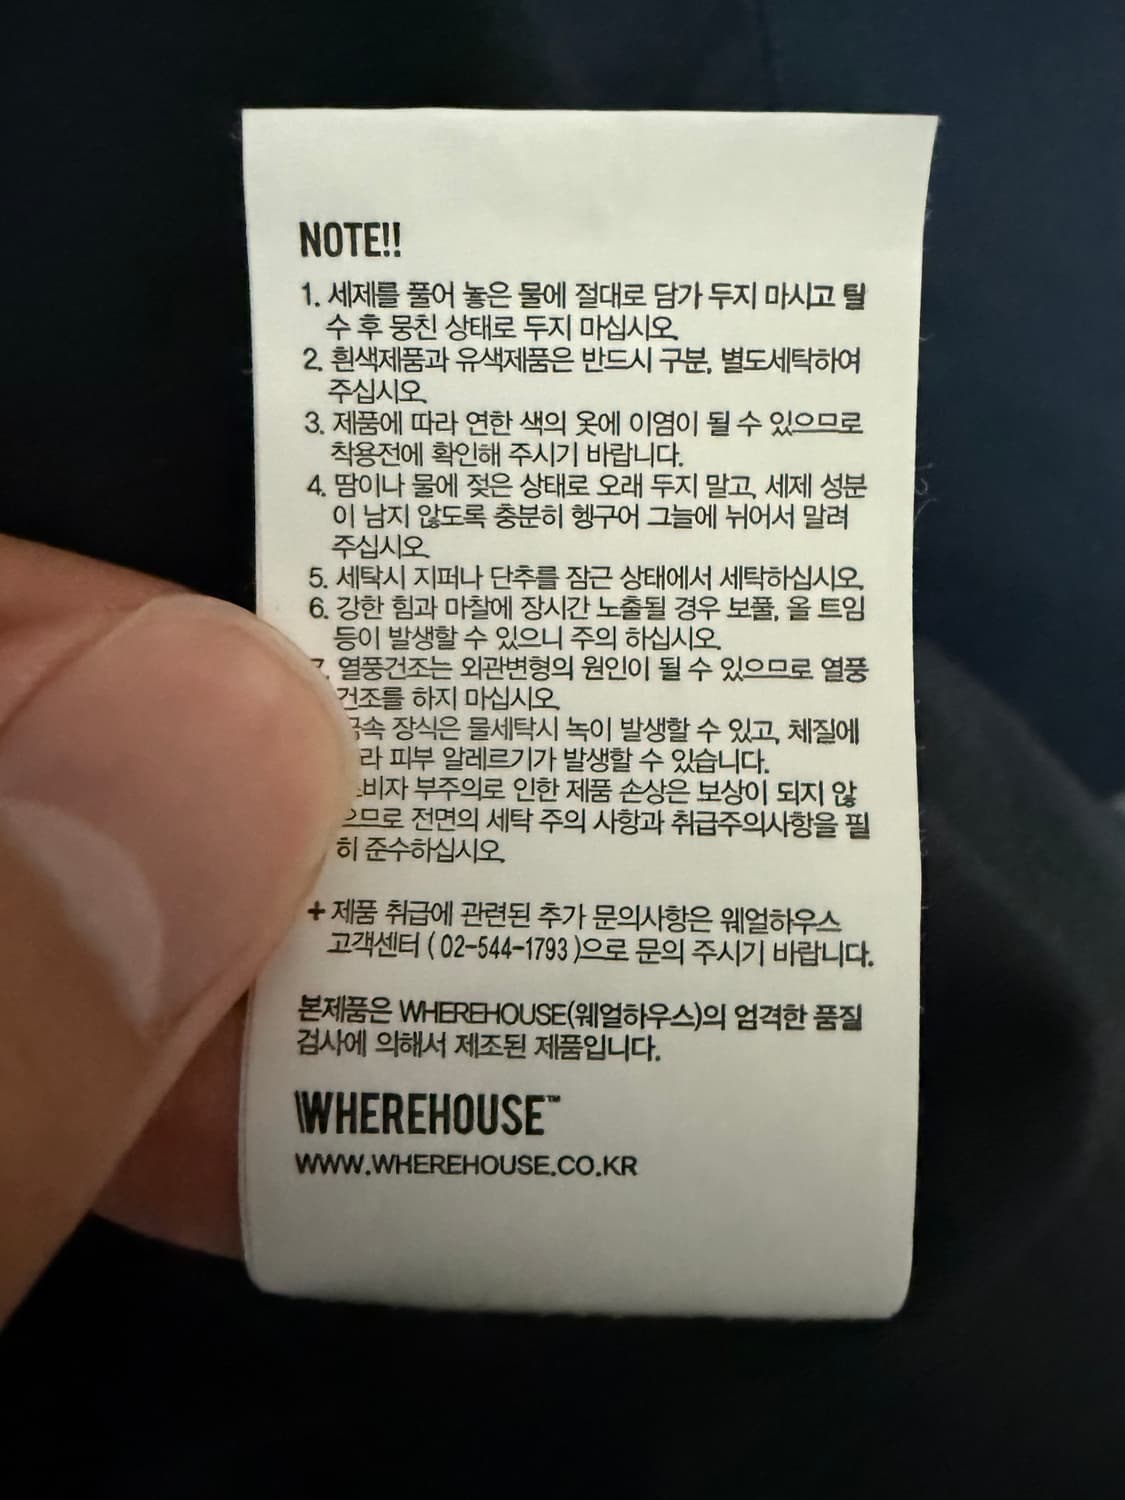 NOTE!!
1. 세제를 풀어 놓은 물에 절대로 담가 두지 마시고 탈
수 후 뭉친 상태로 두지 마십시오.
2. 흰색제품과 유색제품은 반드시 구분, 별도세탁하여
주십시오.
3. 제품에 따라 연한 색의 옷에 이염이 될 수 있으므로
착용전에 확인해 주시기 바랍니다.
4. 땀이나 물에 젖은 상태로 오래 두지 말고, 세제 성분
이 남지 않도록 충분히 헹구어 그늘에 뉘어서 말려
주십시오.
5. 세탁시 지퍼나 단추를 잠근 상태에서 세탁하십시오.
6. 강한 힘과 마찰에 장시간 노출될 경우 보풀, 올 트임
등이 발생할 수 있으니 주의 하십시오.
열풍건조는 외관변형의 원인이 될 수 있으므로 열풍
건조를 하지 마십시오.
장식은 물세탁시 녹이 발생할 수 있고, 체질에
피부 알레르기가 발생할 수 있습니다.
부주의로 인한 제품 손상은 보상이 되지 않
으므로 전면의 세탁 주의 사항과 취급주의사항을 필
히 준수하십시오.
+ 제품 취급에 관련된 추가 문의사항은 웨얼하우스
고객센터 ( 02-544-1793 )으로 문의 주시기 바랍니다.
본제품은 WHEREHOUSE(웨얼하우스)의 엄격한 품질
검사에 의해서 제조된 제품입니다.
WHEREHOUSE™
WWW.WHEREHOUSE.CO.KR